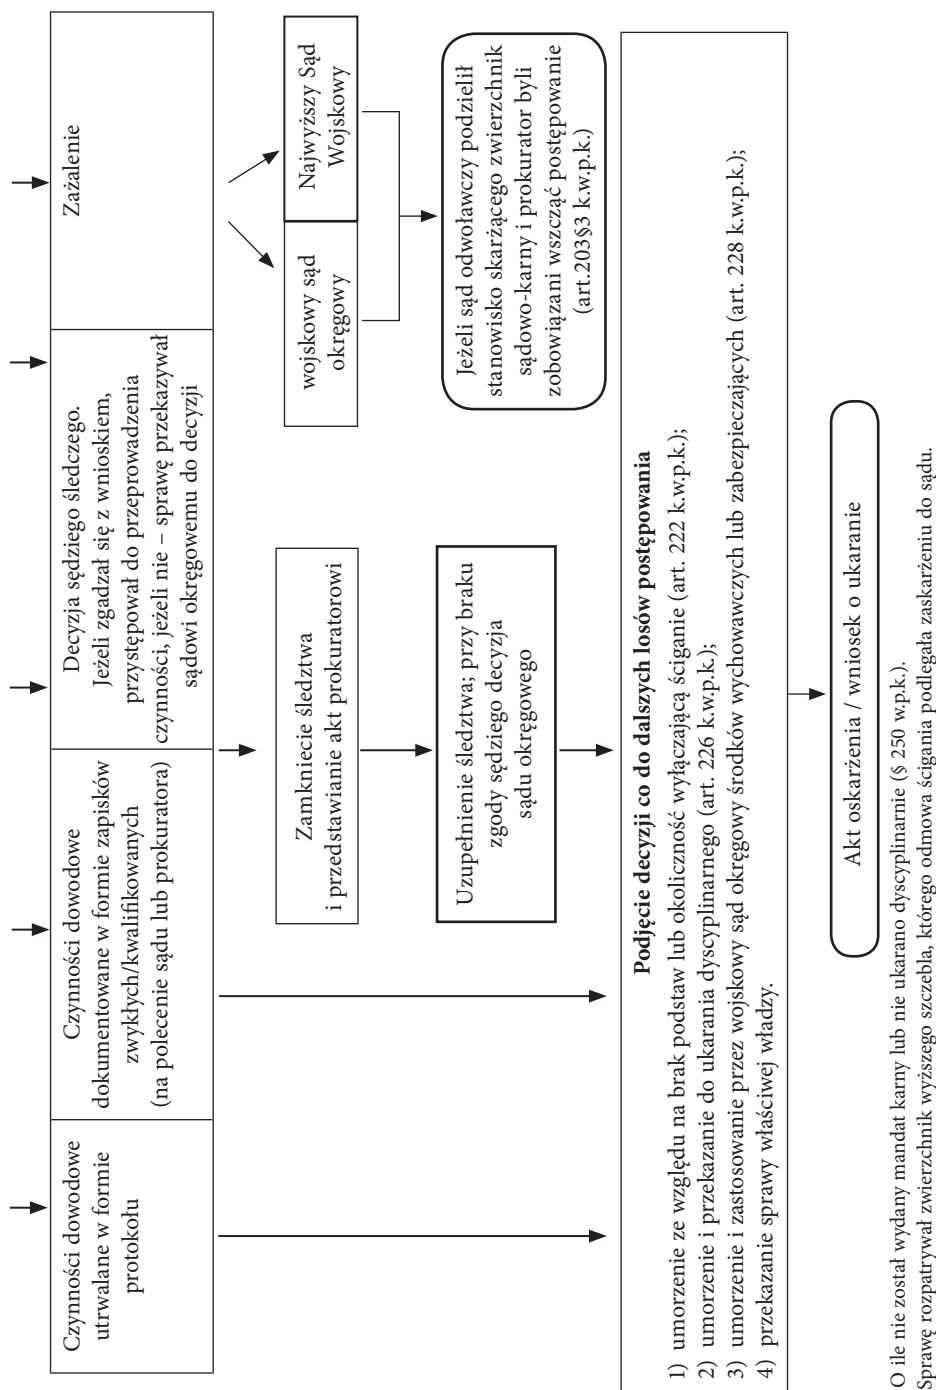 Czynności dowodowe
utrwalane w formie
protokołu
Czynności dowodowe
dokumentowane w formie zapisków
zwykłych/kwalifikowanych
(na polecenie sądu lub prokuratora)
Decyzja sędziego śledczego.
Jeżeli zgadzał się z wnioskiem,
przystępował do przeprowadzenia
czynności, jeżeli nie – sprawę przekazywał
sądowi okręgowemu do decyzji
Zażalenie
Zamkniecie śledztwa
i przedstawianie akt prokuratorowi
wojskowy sąd
okręgowy
Najwyższy Sąd
Wojskowy
Uzupełnienie śledztwa; przy braku
zgody sędziego decyzja
sądu okręgowego
Jeżeli sąd odwoławczy podzielił
stanowisko skarżącego zwierzchnik
sądowo-karny i prokurator byli
zobowiązani wszcząć postępowanie
(art.203§3 k.w.p.k.)
Podjęcie decyzji co do dalszych losów postępowania
1) umorzenie ze względu na brak podstaw lub okoliczność wyłączającą ściganie (art. 222 k.w.p.k.);
2) umorzenie i przekazanie do ukarania dyscyplinarnego (art. 226 k.w.p.k.);
3) umorzenie i zastosowanie przez wojskowy sąd okręgowy środków wychowawczych lub zabezpieczających (art. 228 k.w.p.k.);
4) przekazanie sprawy właściwej władzy.
Akt oskarżenia / wniosek o ukaranie
O ile nie został wydany mandat karny lub nie ukarano dyscyplinarnie (§ 250 w.p.k.).
Sprawę rozpatrywał zwierzchnik wyższego szczebla, którego odmowa ścigania podlegała zaskarżeniu do sądu.